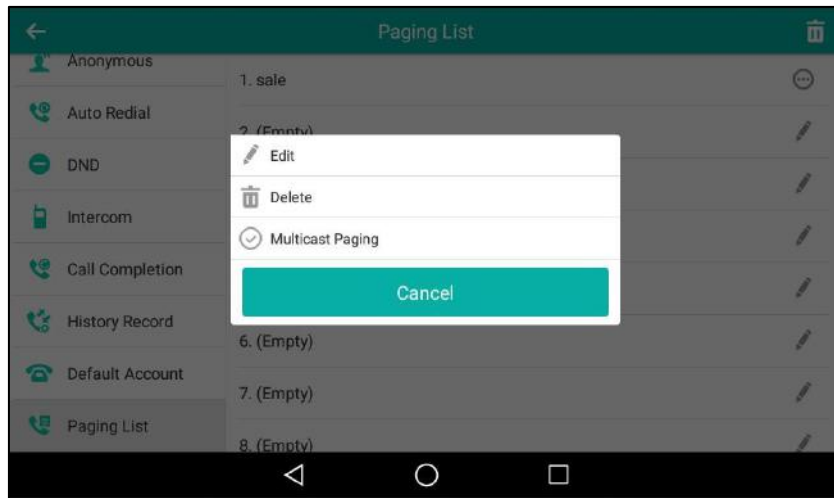 Paging List
Anonymous
1. sale
Auto Redial
2. (Empty)
Edit
DND
Delete
Intercom
Multicast Paging
Call Completion
Cancel
History Record
6. (Empty)
Default Account
7. (Empty)
Paging List
8. (Empty)